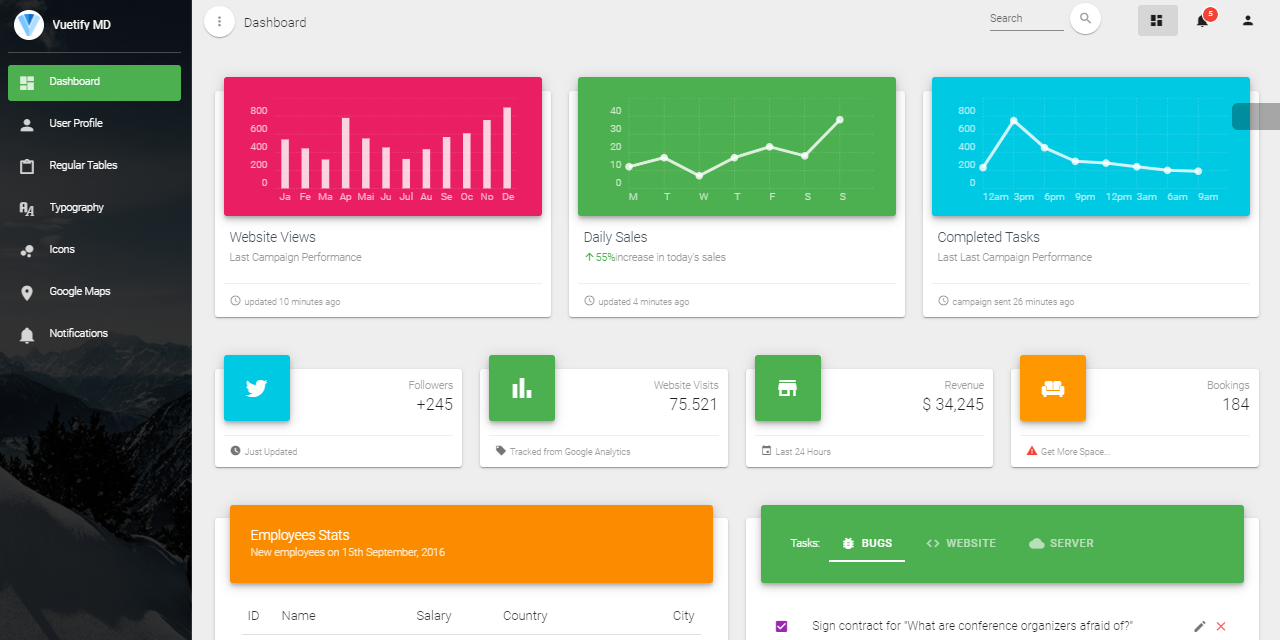 Vuetify MD
Dashboard
User Profile
Regular Tables
Typography
Icons
Google Maps
Notifications
Dashboard
Search
5
800
600
400
200
0
Ja Fe Ma Ap Mai Ju Jul Au Se Oc No De
Website Views
Last Campaign Performance
updated 10 minutes ago
40
30
20
10
0
M T W T F S S
Daily Sales
55%increase in today's sales
updated 4 minutes ago
800
600
400
200
0
12am 3pm 6pm 9pm 12pm 3am 6am 9am
Completed Tasks
Last Last Campaign Performance
campaign sent 26 minutes ago
Followers
+245
Just Updated
Website Visits
75.521
Tracked from Google Analytics
Revenue
$ 34,245
Last 24 Hours
Bookings
184
Get More Space...
Employees Stats
New employees on 15th September, 2016
ID Name Salary Country City
Tasks: BUGS WEBSITE SERVER
Sign contract for "What are conference organizers afraid of?"